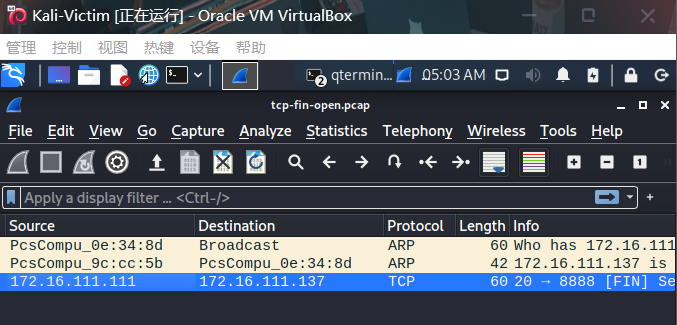 Kali-Victim [正在运行] - Oracle VM VirtualBox
管理 控制 视图 热键 设备 帮助
2 qtermin... 05:03 AM
tcp-fin-open.pcap
File Edit View Go Capture Analyze Statistics Telephony Wireless Tools Help
Apply a display filter ... <Ctrl-/>
Source Destination Protocol Length Info
PcsCompu_0e:34:8d Broadcast ARP 60 Who has 172.16.111
PcsCompu_9c:cc:5b PcsCompu_0e:34:8d ARP 42 172.16.111.137 is
172.16.111.111 172.16.111.137 TCP 60 20 → 8888 [FIN] Se